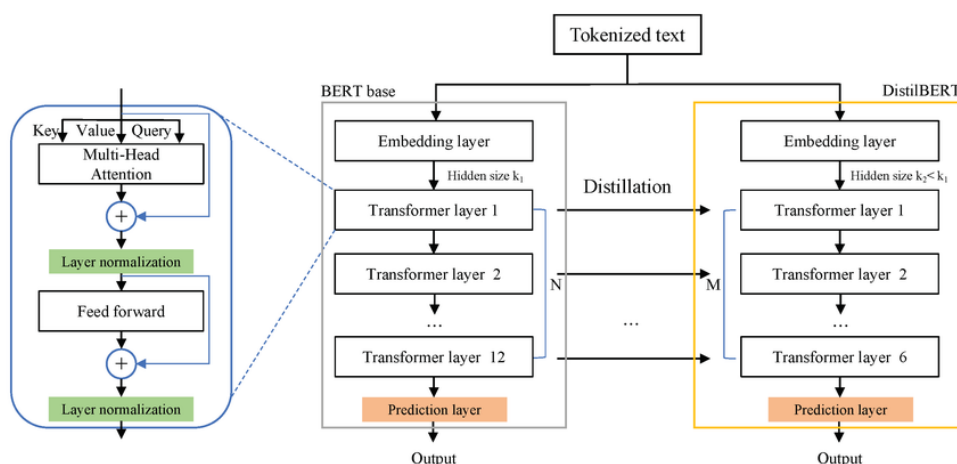 Tokenized text
BERT base
DistilBERT
Key Value Query
Multi-Head
Attention
+
Layer normalization
Feed forward
+
Layer normalization
Embedding layer
Hidden size k₁
Transformer layer 1
Transformer layer 2
...
Transformer layer 12
N
Prediction layer
Output
Distillation
...
Embedding layer
Hidden size k₂< k₁
Transformer layer 1
Transformer layer 2
...
M
Transformer layer 6
Prediction layer
Output